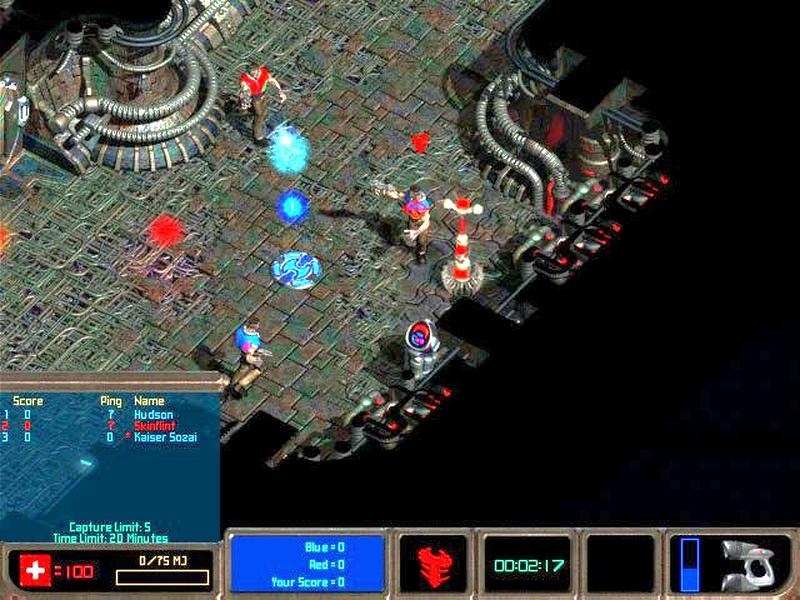 Score Ping Name
1 0 7 Hudson
2 0 7 Skinflint
3 0 0 * Kaiser Sozai
Capture Limit: 5
Time Limit: 20 Minutes
=100
0/75 MJ
Blue = 0
Red = 0
Your Score = 0
00:02:17